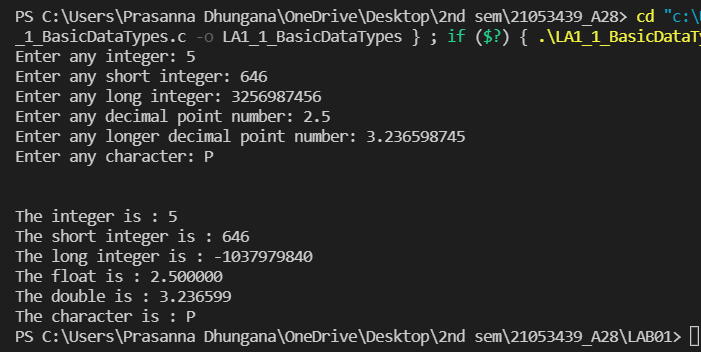 PS C:\Users\Prasanna Dhungana\OneDrive\Desktop\2nd sem\21053439_A28> cd "c:\
_1_BasicDataTypes.c -o LA1_1_BasicDataTypes } ; if ($?) { .\LA1_1_BasicDataT
Enter any integer: 5
Enter any short integer: 646
Enter any long integer: 3256987456
Enter any decimal point number: 2.5
Enter any longer decimal point number: 3.236598745
Enter any character: P
The integer is : 5
The short integer is : 646
The long integer is : -1037979840
The float is : 2.500000
The double is : 3.236599
The character is : P
PS C:\Users\Prasanna Dhungana\OneDrive\Desktop\2nd sem\21053439_A28\LAB01>